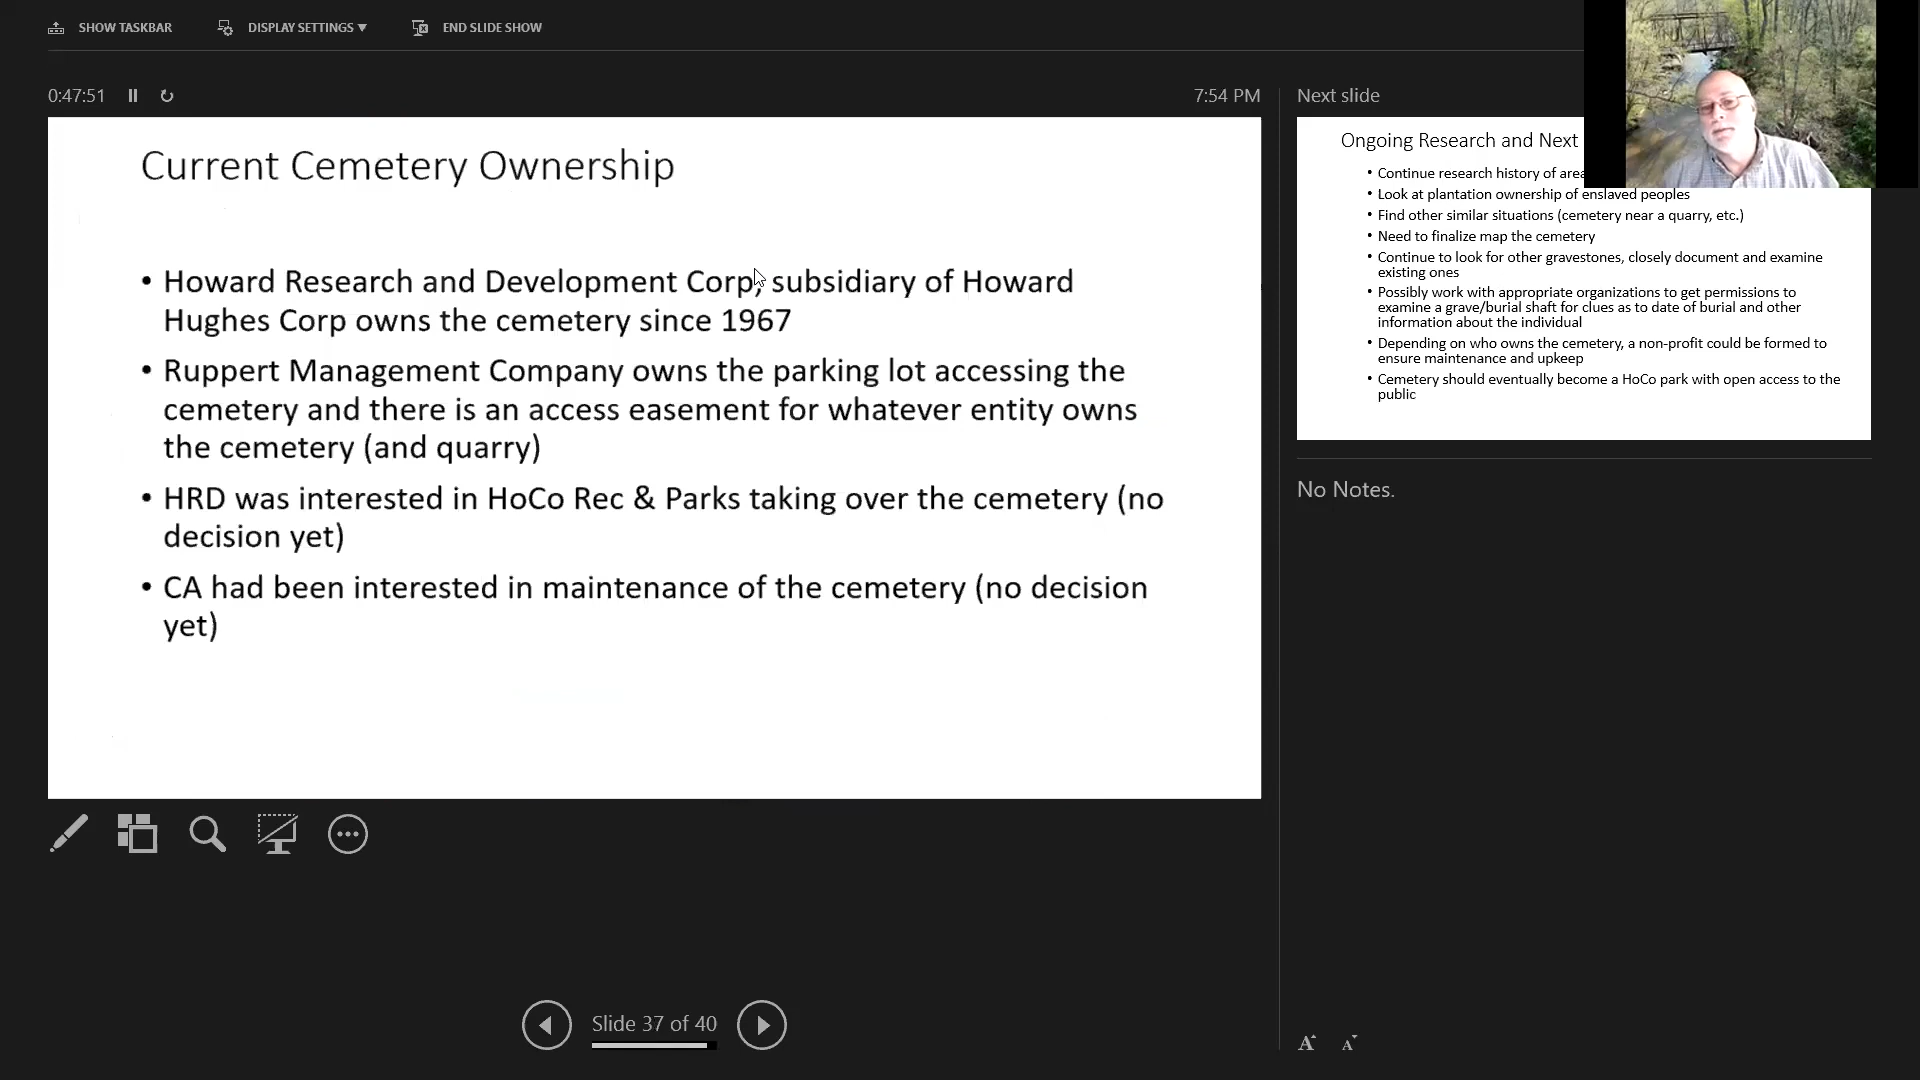 SHOW TASKBAR
DISPLAY SETTINGS ▼
END SLIDE SHOW
0:47:51
7:54 PM
Current Cemetery Ownership
• Howard Research and Development Corp, subsidiary of Howard
Hughes Corp owns the cemetery since 1967
• Ruppert Management Company owns the parking lot accessing the
cemetery and there is an access easement for whatever entity owns
the cemetery (and quarry)
• HRD was interested in HoCo Rec & Parks taking over the cemetery (no
decision yet)
• CA had been interested in maintenance of the cemetery (no decision
yet)
Slide 37 of 40
Next slide
Ongoing Research and Next
• Continue research history of area
• Look at plantation ownership of enslaved peoples
• Find other similar situations (cemetery near a quarry, etc.)
• Need to finalize map the cemetery
• Continue to look for other gravestones, closely document and examine
existing ones
• Possibly work with appropriate organizations to get permissions to
examine a grave/burial shaft for clues as to date of burial and other
information about the individual
• Depending on who owns the cemetery, a non-profit could be formed to
ensure maintenance and upkeep
• Cemetery should eventually become a HoCo park with open access to the
public
No Notes.
A A